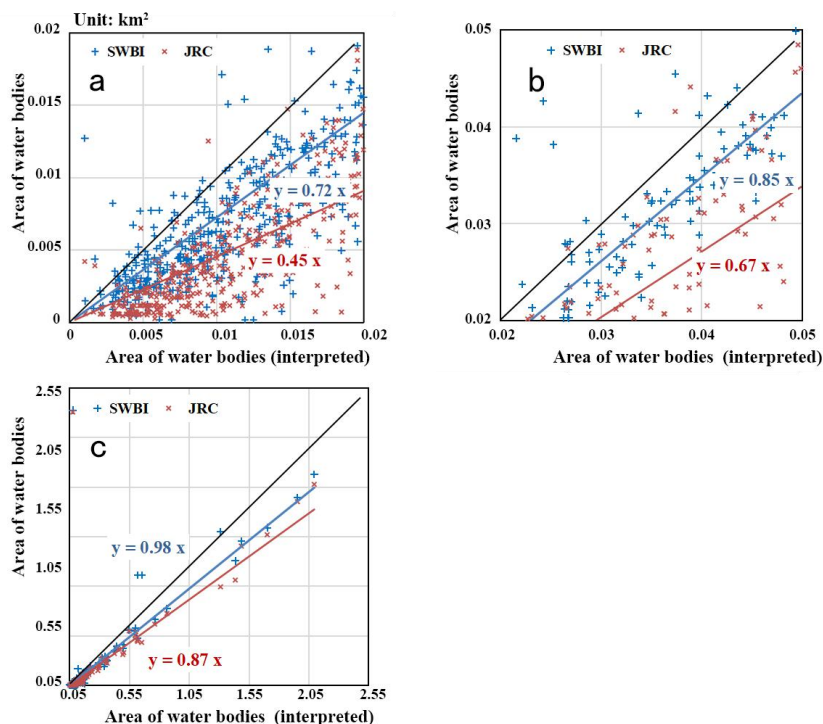 Unit: km²
0.02
SWBI JRC
a
0.015
0.01
0.005
0
y = 0.72 x
y = 0.45 x
Area of water bodies
0.005 0.01 0.015 0.02
0
Area of water bodies (interpreted)
0.05
SWBI JRC
b
0.04
0.03
0.02
y = 0.85 x
y = 0.67 x
Area of water bodies
0.02 0.03 0.04 0.05
Area of water bodies (interpreted)
2.55
SWBI JRC
c
2.05
1.55
1.05
0.55
0.05
y = 0.98 x
y = 0.87 x
Area of water bodies
0.05 0.55 1.05 1.55 2.05 2.55
Area of water bodies (interpreted)